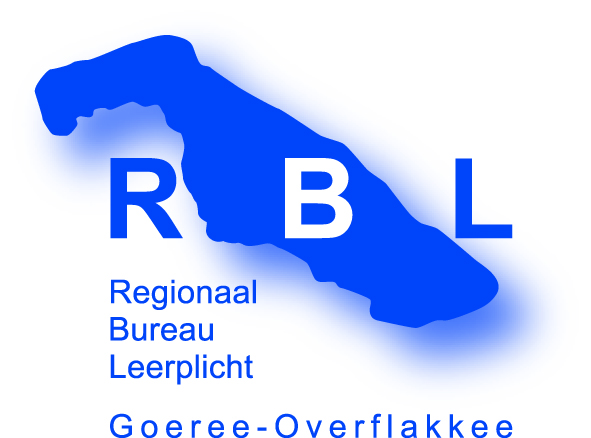 R B L
Regionaal
Bureau
Leerplicht
Goeree-Overflakkee